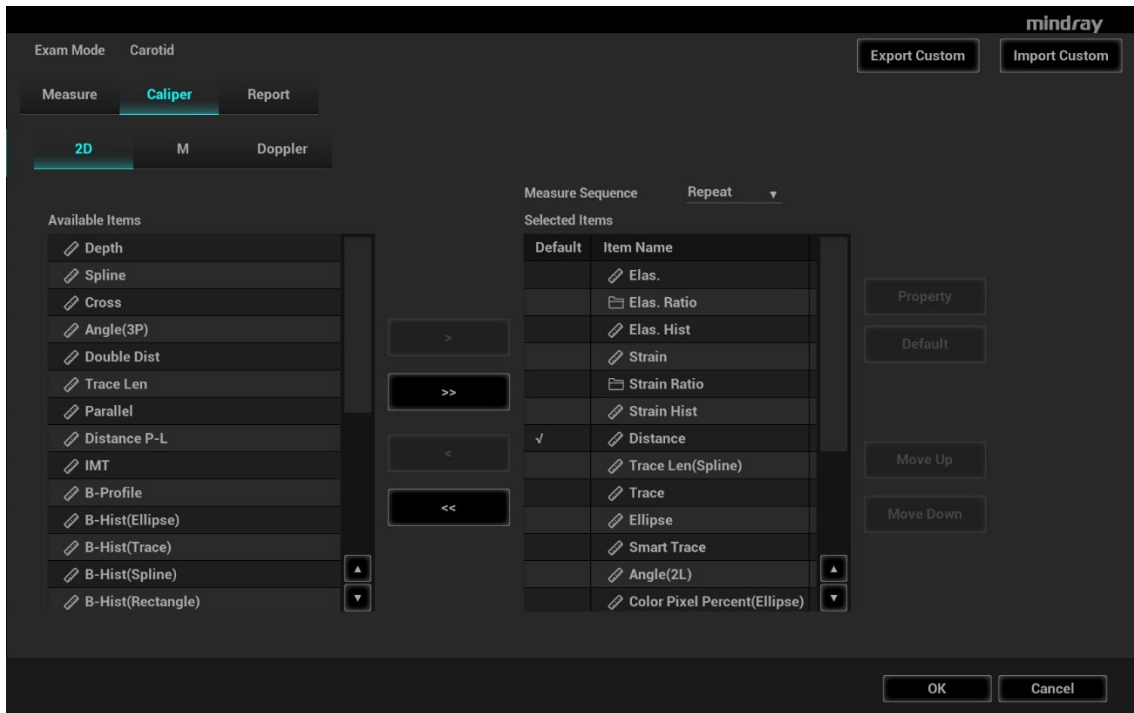 mindray
Exam Mode Carotid
Export Custom Import Custom
Measure Caliper Report
2D M Doppler
Measure Sequence Repeat ▼
Available Items
Selected Items
Depth
Spline
Cross
Angle(3P)
Double Dist
Trace Len
Parallel
Distance P-L
IMT
B-Profile
B-Hist(Ellipse)
B-Hist(Trace)
B-Hist(Spline)
B-Hist(Rectangle)
>
>>
<
<<
Default Item Name
Elas.
Elas. Ratio
Elas. Hist
Strain
Strain Ratio
Strain Hist
√ Distance
Trace Len(Spline)
Trace
Ellipse
Smart Trace
Angle(2L)
Color Pixel Percent(Ellipse)
Property
Default
Move Up
Move Down
OK Cancel